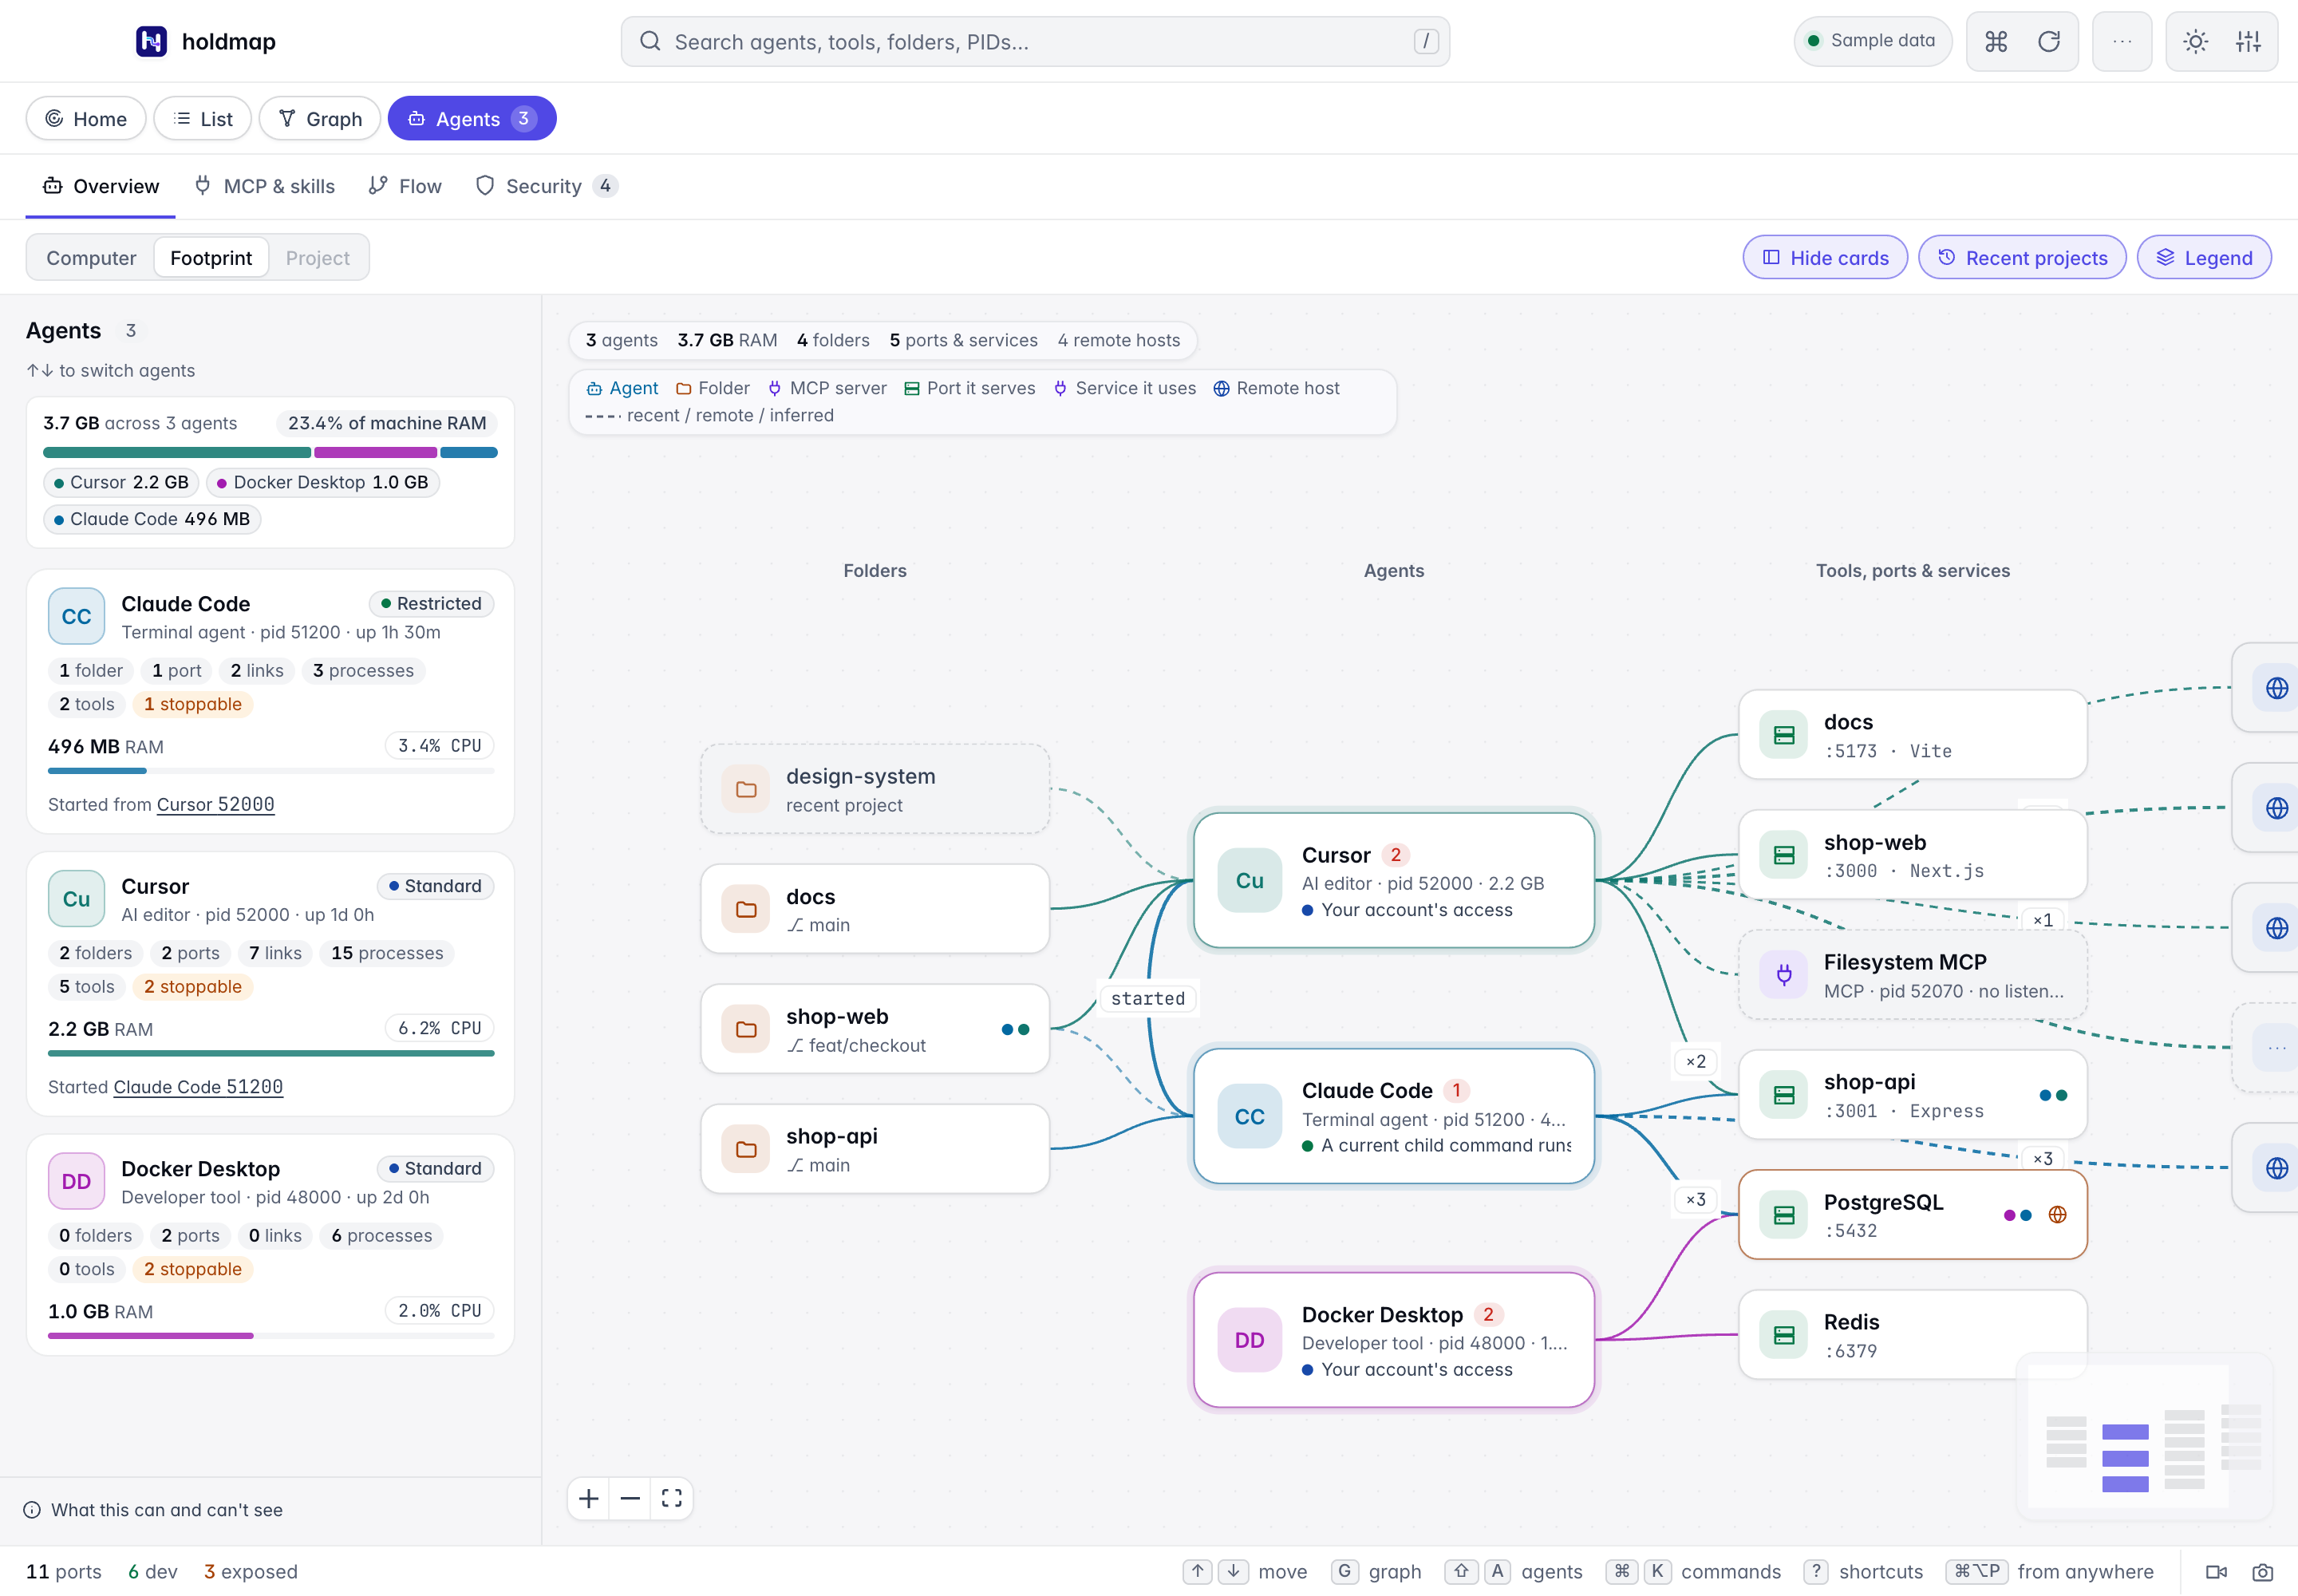 holdmap
Search agents, tools, folders, PIDs...
/
Sample data
Home
List
Graph
Agents 3
Overview
MCP & skills
Flow
Security 4
Computer
Footprint
Project
Hide cards
Recent projects
Legend
Agents 3
↑↓ to switch agents
3.7 GB across 3 agents
23.4% of machine RAM
Cursor 2.2 GB
Docker Desktop 1.0 GB
Claude Code 496 MB
CC
Claude Code
Restricted
Terminal agent · pid 51200 · up 1h 30m
1 folder
1 port
2 links
3 processes
2 tools
1 stoppable
496 MB RAM
3.4% CPU
Started from Cursor 52000
Cu
Cursor
Standard
AI editor · pid 52000 · up 1d 0h
2 folders
2 ports
7 links
15 processes
5 tools
2 stoppable
2.2 GB RAM
6.2% CPU
Started Claude Code 51200
DD
Docker Desktop
Standard
Developer tool · pid 48000 · up 2d 0h
0 folders
2 ports
0 links
6 processes
0 tools
2 stoppable
1.0 GB RAM
2.0% CPU
What this can and can't see
3 agents 3.7 GB RAM 4 folders 5 ports & services 4 remote hosts
Agent Folder MCP server Port it serves Service it uses Remote host
recent / remote / inferred
Folders
Agents
Tools, ports & services
design-system
recent project
docs
main
shop-web
feat/checkout
shop-api
main
started
Cu
Cursor 2
AI editor · pid 52000 · 2.2 GB
Your account's access
CC
Claude Code 1
Terminal agent · pid 51200 · 4...
A current child command runs
DD
Docker Desktop 2
Developer tool · pid 48000 · 1....
Your account's access
×2
×3
docs
:5173 · Vite
shop-web
:3000 · Next.js
×1
Filesystem MCP
MCP · pid 52070 · no listen...
shop-api
:3001 · Express
×3
PostgreSQL
:5432
Redis
:6379
11 ports 6 dev 3 exposed
↑ ↓ move
G graph
⇧ A agents
⌘ K commands
? shortcuts
⌘⌥P from anywhere